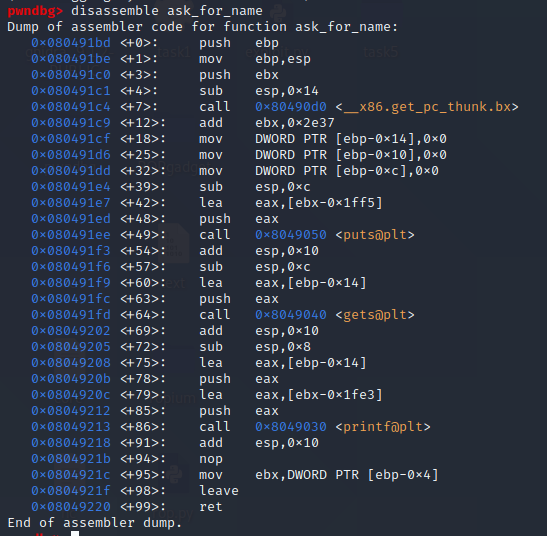 pwndbg> disassemble ask_for_name
Dump of assembler code for function ask_for_name:
0x080491bd <+0>: push ebp
0x080491be <+1>: mov ebp,esp
0x080491c0 <+3>: push ebx
0x080491c1 <+4>: sub esp,0x14
0x080491c4 <+7>: call 0x80490d0 <__x86.get_pc_thunk.bx>
0x080491c9 <+12>: add ebx,0x2e37
0x080491cf <+18>: mov DWORD PTR [ebp-0x14],0x0
0x080491d6 <+25>: mov DWORD PTR [ebp-0x10],0x0
0x080491dd <+32>: mov DWORD PTR [ebp-0xc],0x0
0x080491e4 <+39>: sub esp,0xc
0x080491e7 <+42>: lea eax,[ebx-0x1ff5]
0x080491ed <+48>: push eax
0x080491ee <+49>: call 0x8049050 <puts@plt>
0x080491f3 <+54>: add esp,0x10
0x080491f6 <+57>: sub esp,0xc
0x080491f9 <+60>: lea eax,[ebp-0x14]
0x080491fc <+63>: push eax
0x080491fd <+64>: call 0x8049040 <gets@plt>
0x08049202 <+69>: add esp,0x10
0x08049205 <+72>: sub esp,0x8
0x08049208 <+75>: lea eax,[ebp-0x14]
0x0804920b <+78>: push eax
0x0804920c <+79>: lea eax,[ebx-0x1fe3]
0x08049212 <+85>: push eax
0x08049213 <+86>: call 0x8049030 <printf@plt>
0x08049218 <+91>: add esp,0x10
0x0804921b <+94>: nop
0x0804921c <+95>: mov ebx,DWORD PTR [ebp-0x4]
0x0804921f <+98>: leave
0x08049220 <+99>: ret
End of assembler dump.